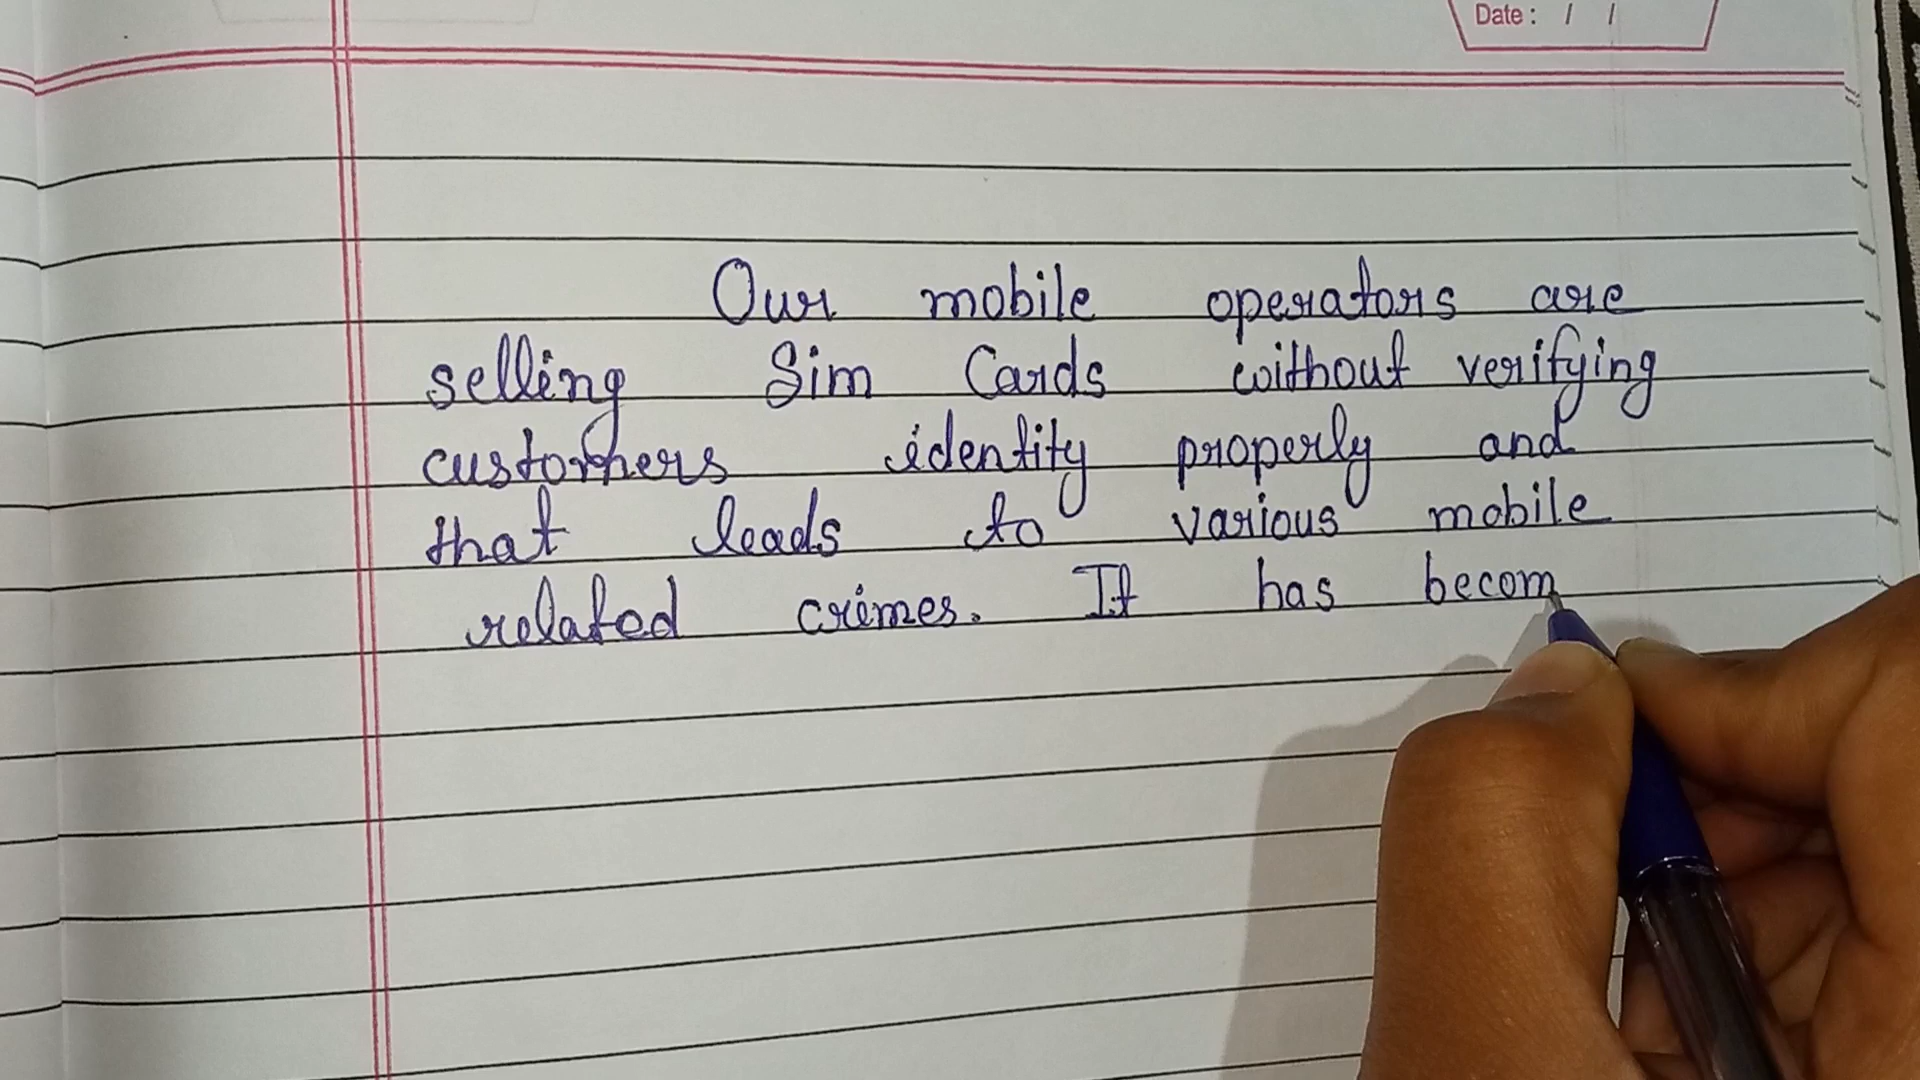 Date : / /
Our mobile operators are
selling Sim Cards without verifying
customers identity properly and
that leads to various mobile
related crimes. It has becom